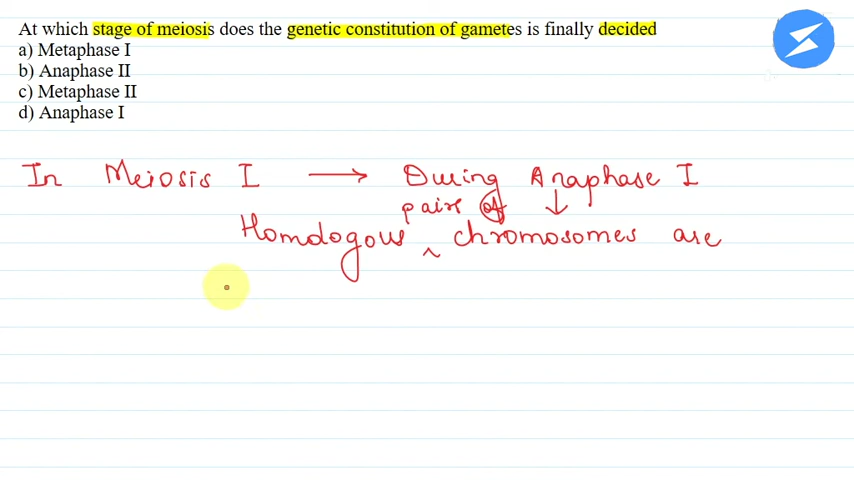 At which stage of meiosis does the genetic constitution of gametes is finally decided
a) Metaphase I
b) Anaphase II
c) Metaphase II
d) Anaphase I
In Meiosis I → During Anaphase I
pairs of ↓
Homologous ^ chromosomes are